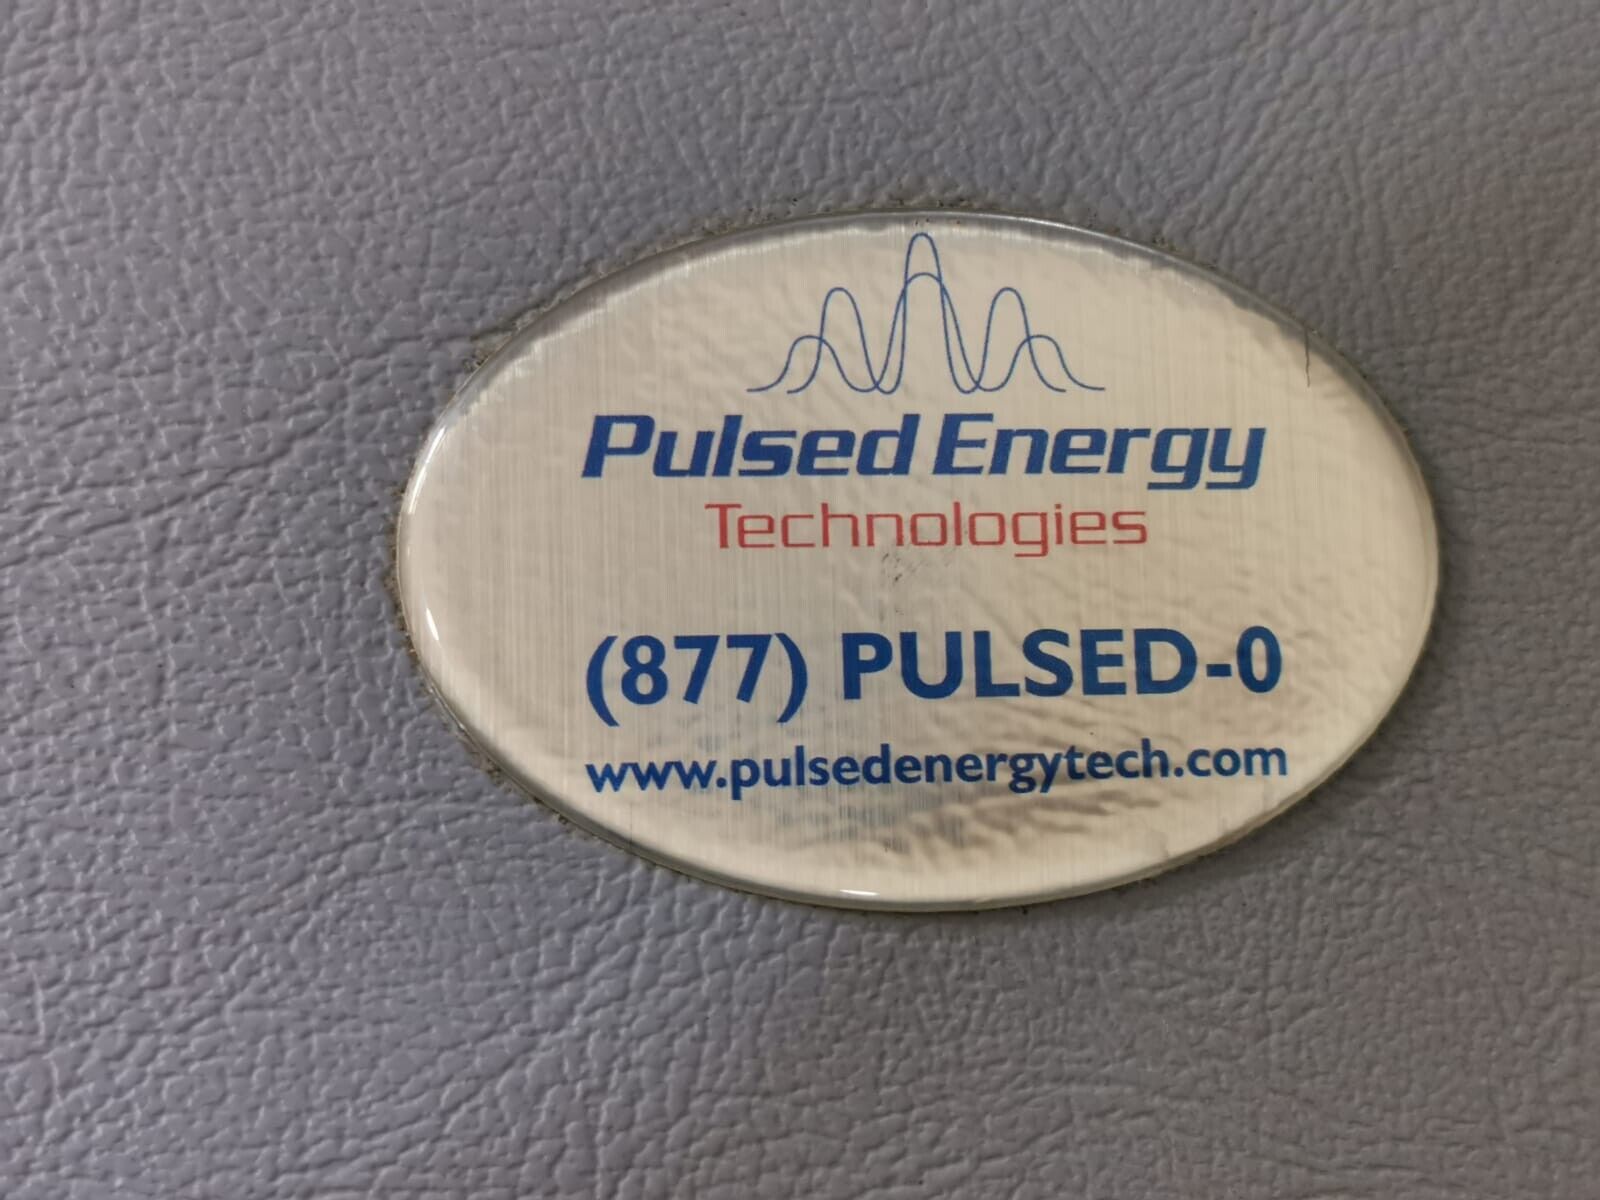 Pulsed Energy
Technologies
(877) PULSED-0
www.pulsedenergytech.com